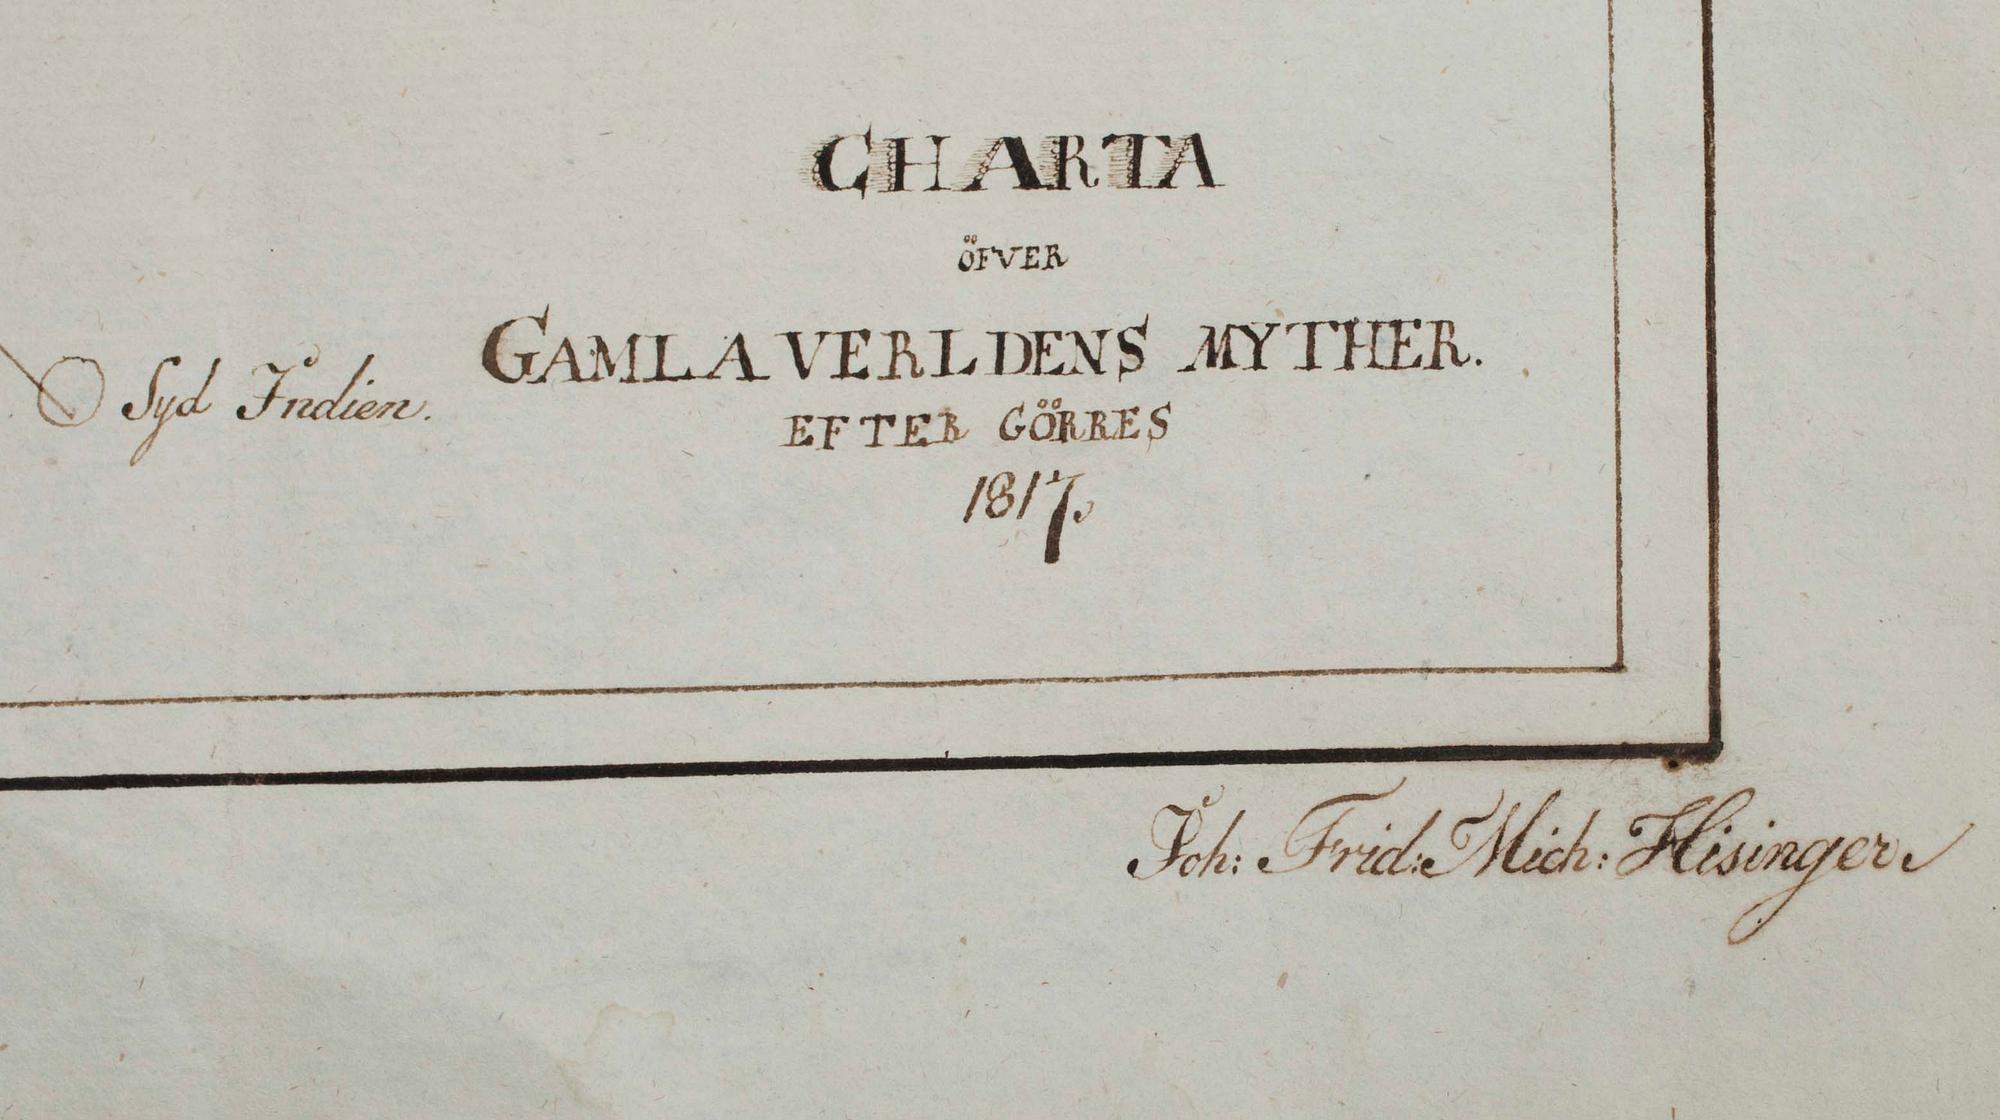 CHARTA
ÖFVER
GAMLA VERLDENS MYTHER.
Syd Indien.
EFTER GÖRRES
1817.
Joh: Frid: Mich: Hisinger.